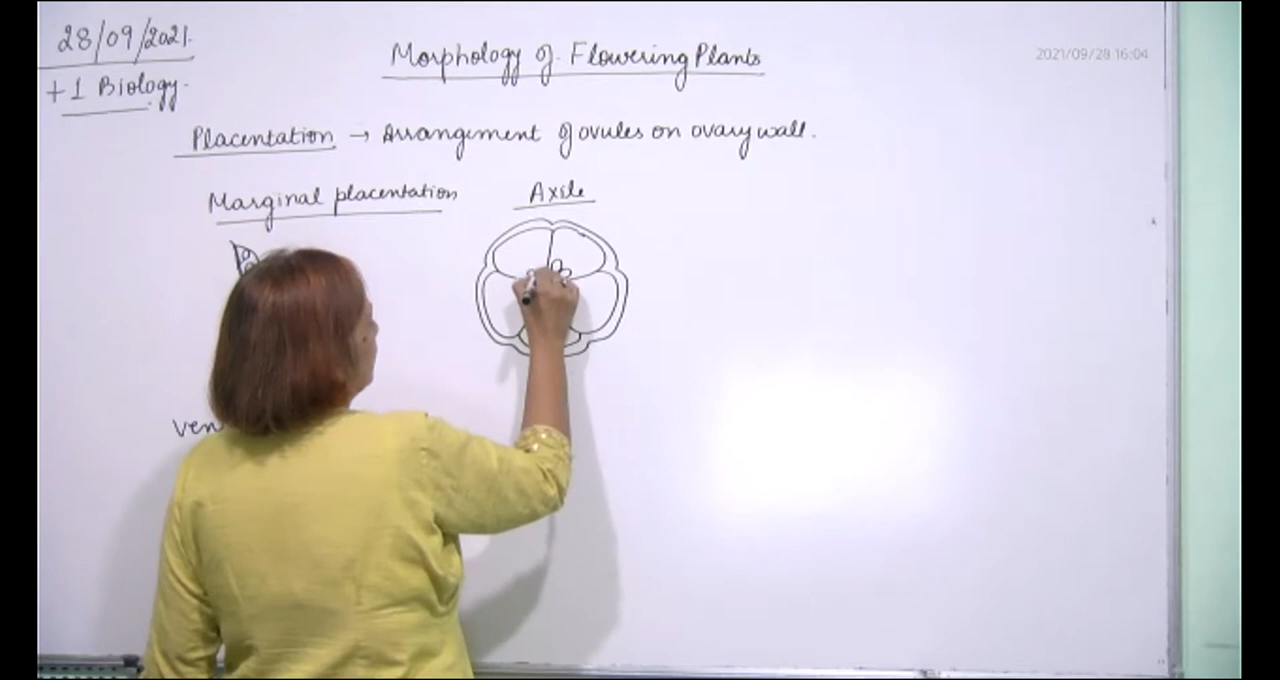 28/09/2021.
+1 Biology.
Morphology of Flowering Plants
2021/09/28 16:04
Placentation → Arrangement of ovules on ovary wall.
Marginal placentation
Axile
Ven